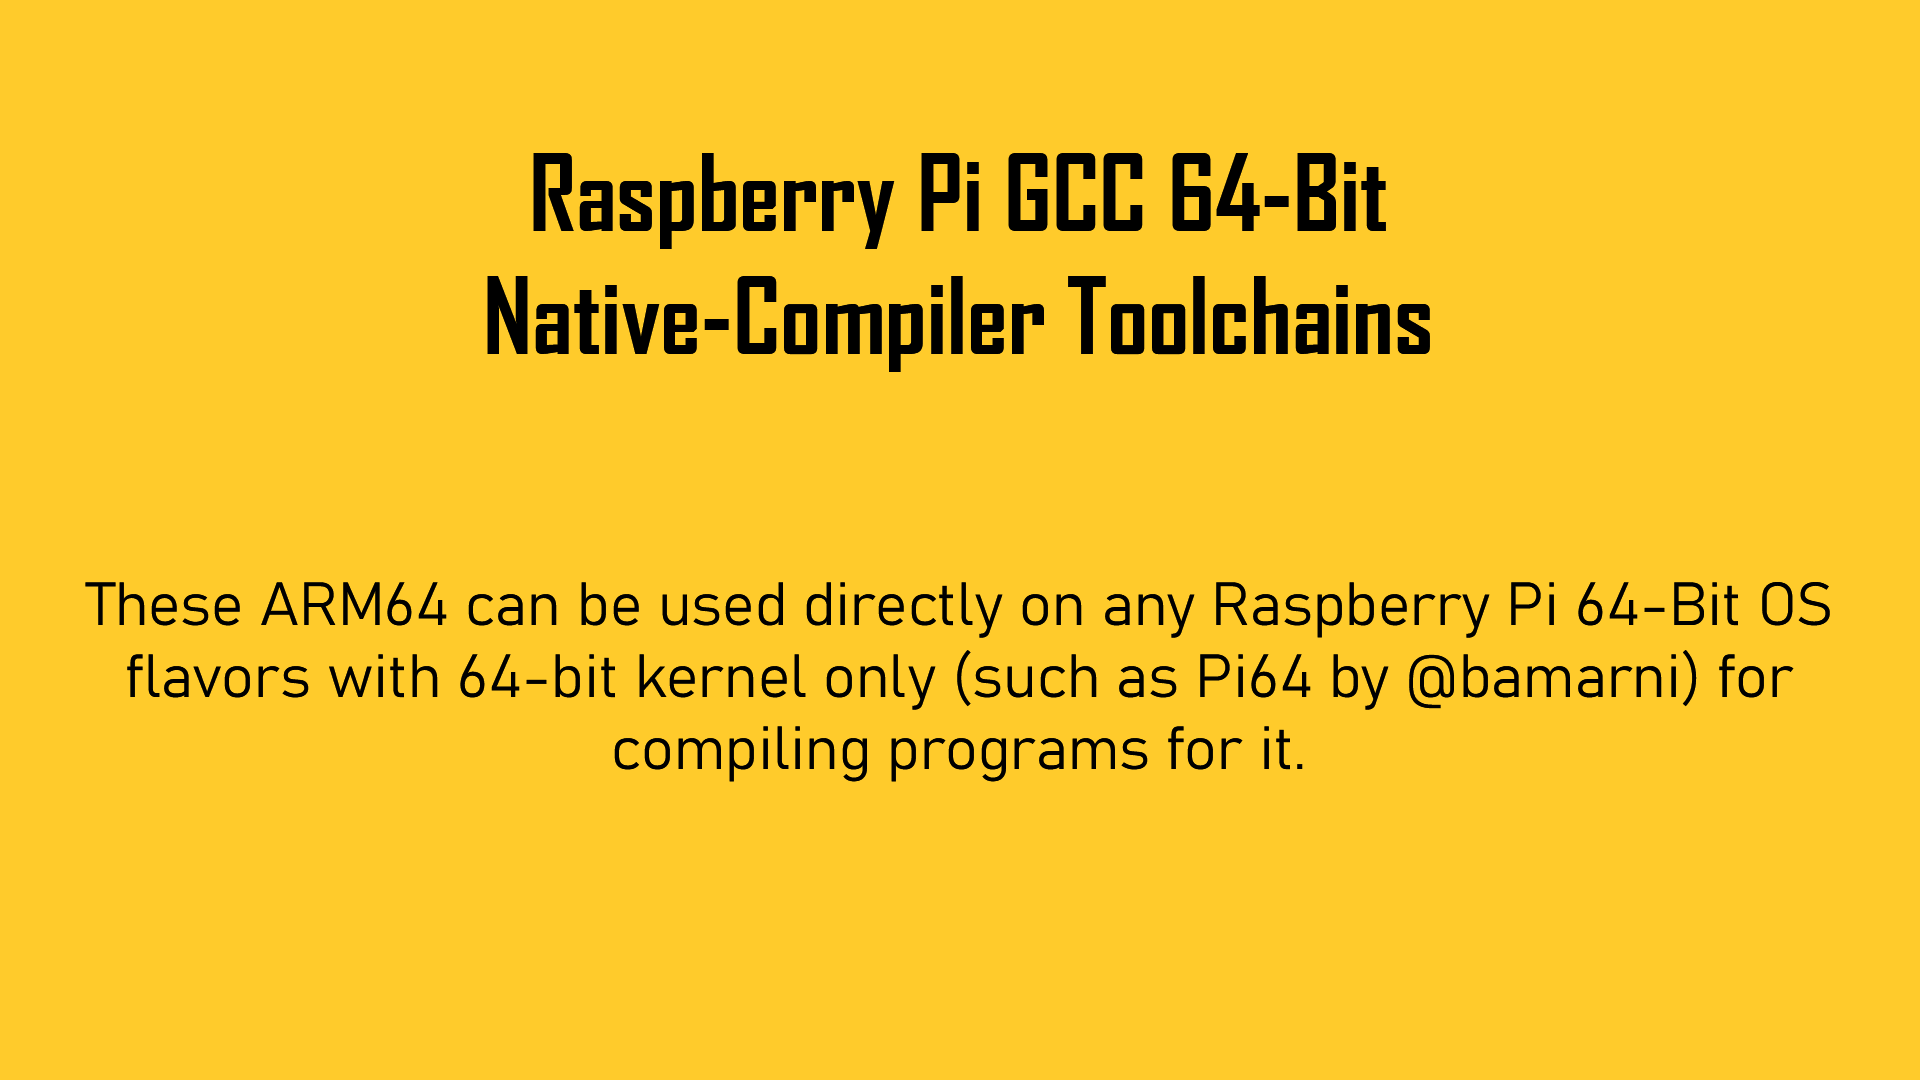 Raspberry Pi GCC 64-Bit
Native-Compiler Toolchains
These ARM64 can be used directly on any Raspberry Pi 64-Bit OS
flavors with 64-bit kernel only (such as Pi64 by @bamarni) for
compiling programs for it.